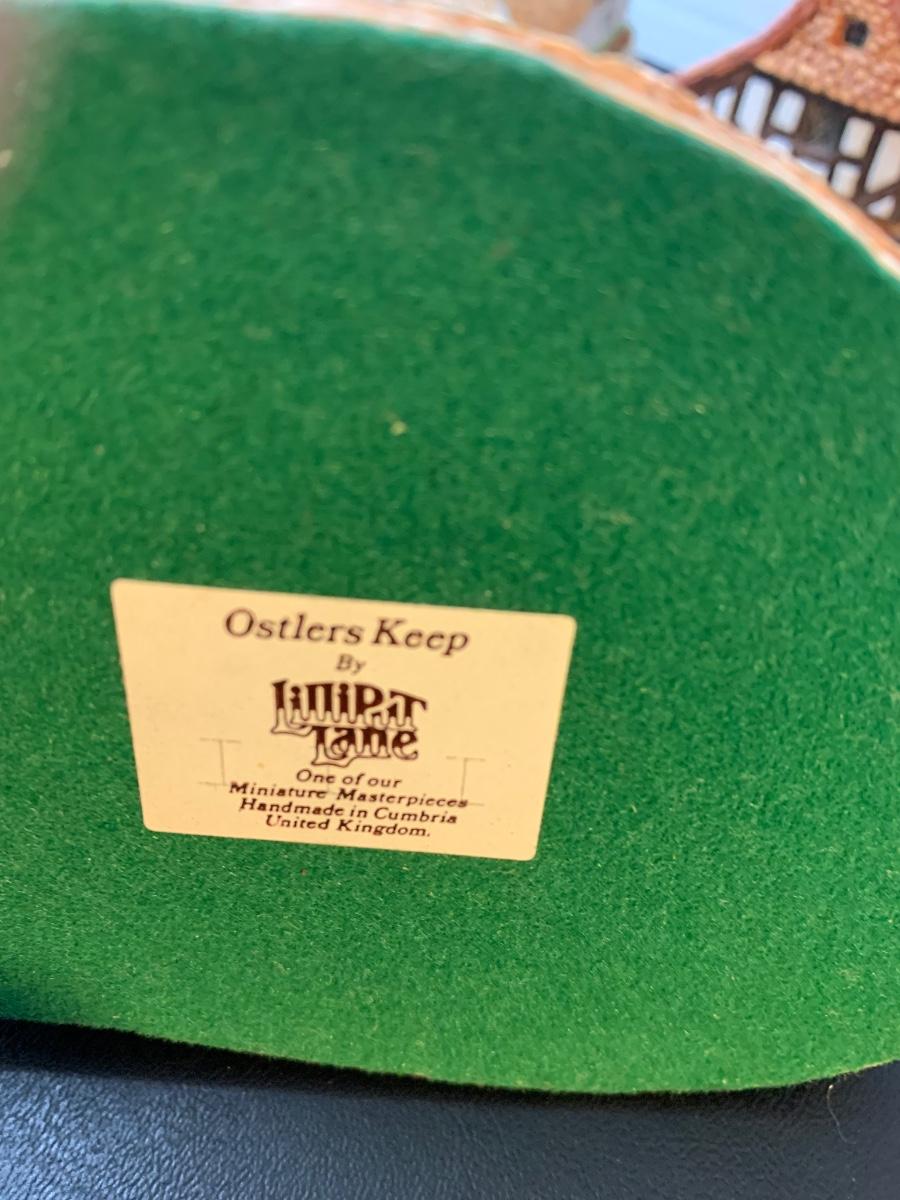 Ostlers Keep
By
Lilliput
Lane
One of our
Miniature Masterpieces
Handmade in Cumbria
United Kingdom.